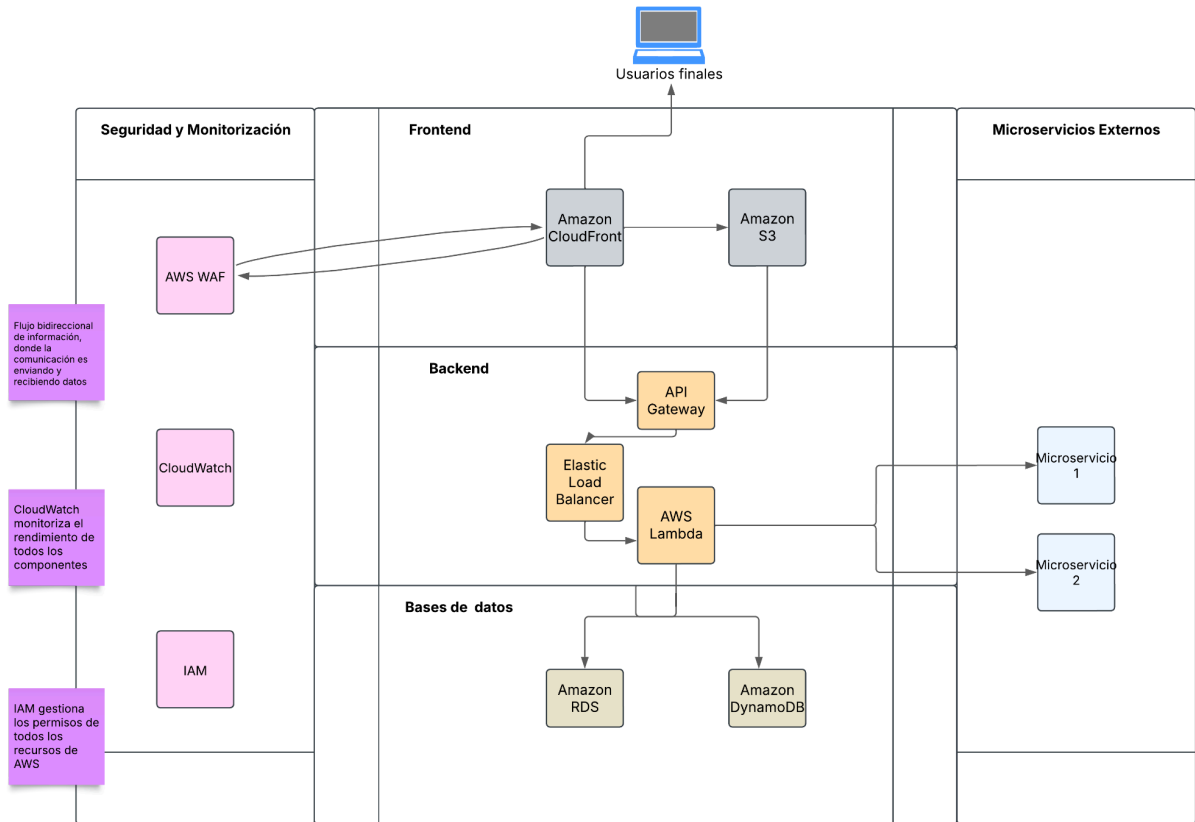 Usuarios finales
Seguridad y Monitorización
Frontend
Microservicios Externos
Amazon
CloudFront
Amazon
S3
AWS WAF
Flujo bidireccional
de información,
donde la
comunicación es
enviando y
recibiendo datos
Backend
API
Gateway
Elastic
Load
Balancer
AWS
Lambda
Microservicio
1
Microservicio
2
CloudWatch
CloudWatch
monitoriza el
rendimiento de
todos los
componentes
Bases de  datos
IAM
Amazon
RDS
Amazon
DynamoDB
IAM gestiona
los permisos de
todos los
recursos de
AWS